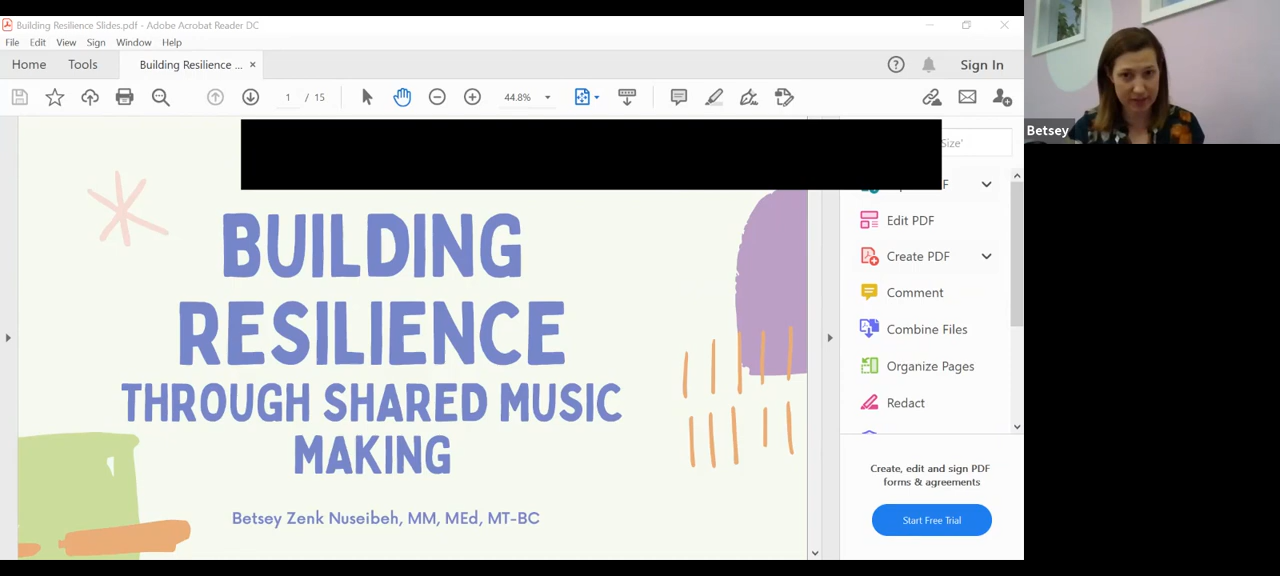 Building Resilience Slides.pdf - Adobe Acrobat Reader DC
File Edit View Sign Window Help
Home Tools Building Resilience ... × Sign In
1 / 15 44.8%
Size'
BUILDING
RESILIENCE
THROUGH SHARED MUSIC
MAKING
Betsey Zenk Nuseibeh, MM, MEd, MT-BC
Edit PDF
Create PDF
Comment
Combine Files
Organize Pages
Redact
Create, edit and sign PDF
forms & agreements
Start Free Trial
Betsey